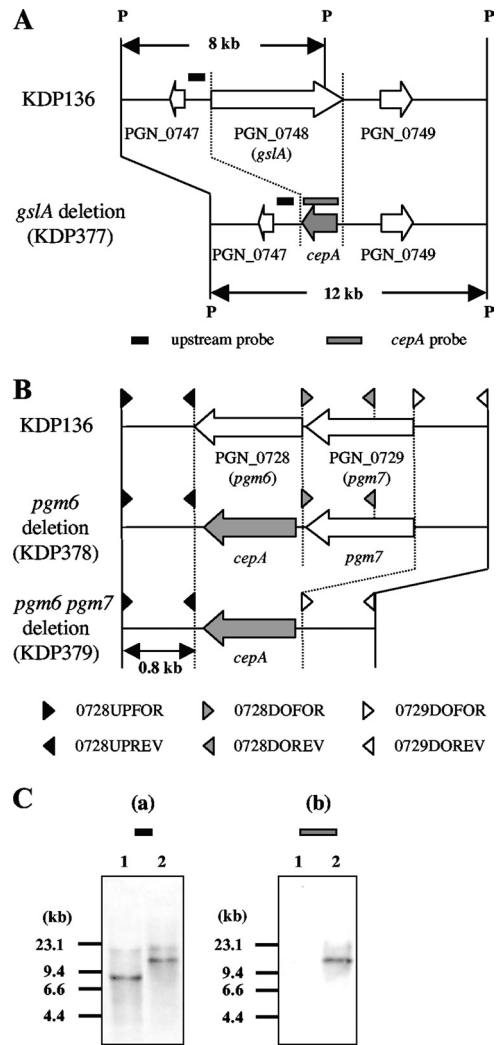 A
P P P
8 kb
KDP136
PGN_0747 PGN_0748 PGN_0749
(gslA)
gslA deletion
(KDP377)
PGN_0747 cepA PGN_0749
12 kb
P P
upstream probe cepA probe
B
KDP136
PGN_0728 PGN_0729
(pgm6) (pgm7)
pgm6
deletion
(KDP378)
cepA pgm7
pgm6 pgm7
deletion
(KDP379)
cepA
0.8 kb
0728UPFOR 0728DOFOR 0729DOFOR
0728UPREV 0728DOREV 0729DOREV
C
(a) (b)
1 2 1 2
(kb) (kb)
23.1 23.1
9.4 9.4
6.6 6.6
4.4 4.4